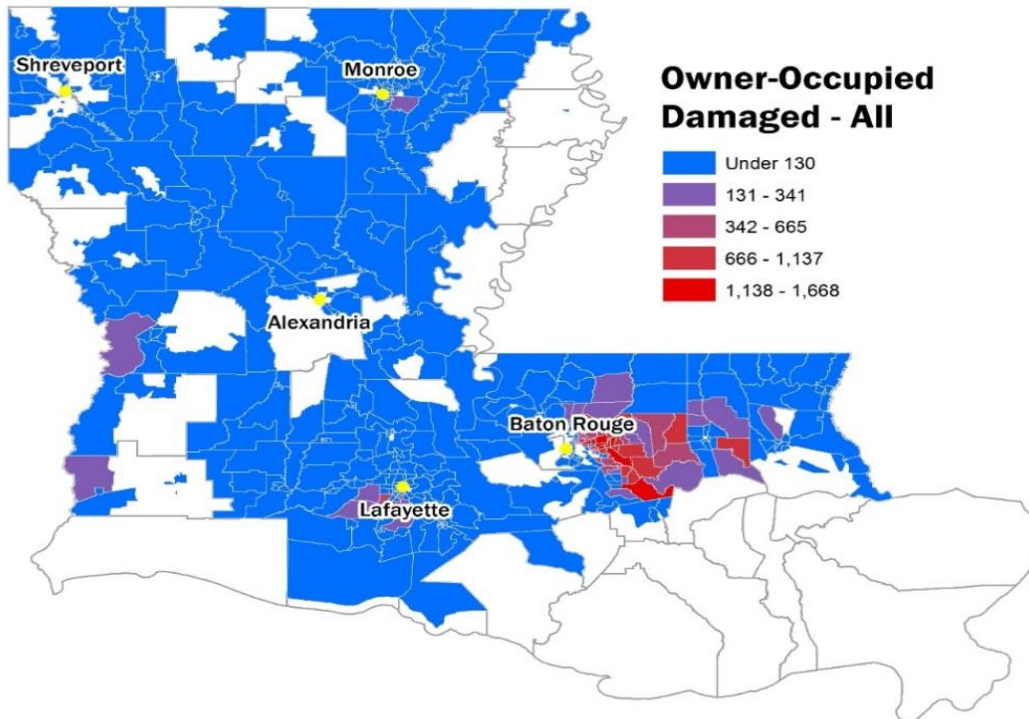 Shreveport
Monroe
Owner-Occupied
Damaged - All
Under 130
131 - 341
342 - 665
666 - 1,137
1,138 - 1,668
Alexandria
Baton Rouge
Lafayette